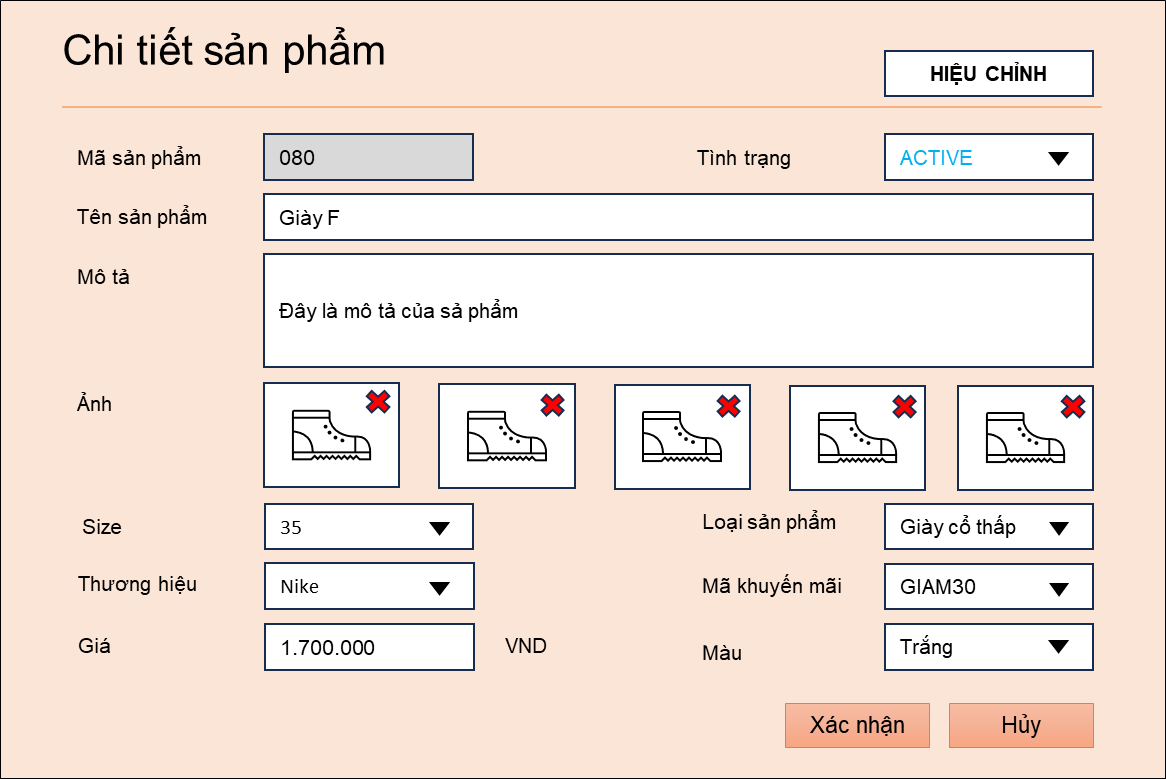 Chi tiết sản phẩm
HIỆU CHỈNH
Mã sản phẩm 080 Tình trạng ACTIVE
Tên sản phẩm Giày F
Mô tả
Đây là mô tả của sả phẩm
Ảnh
Size 35 Loại sản phẩm Giày cổ thấp
Thương hiệu Nike Mã khuyến mãi GIAM30
Giá 1.700.000 VND Màu Trắng
Xác nhận Hủy